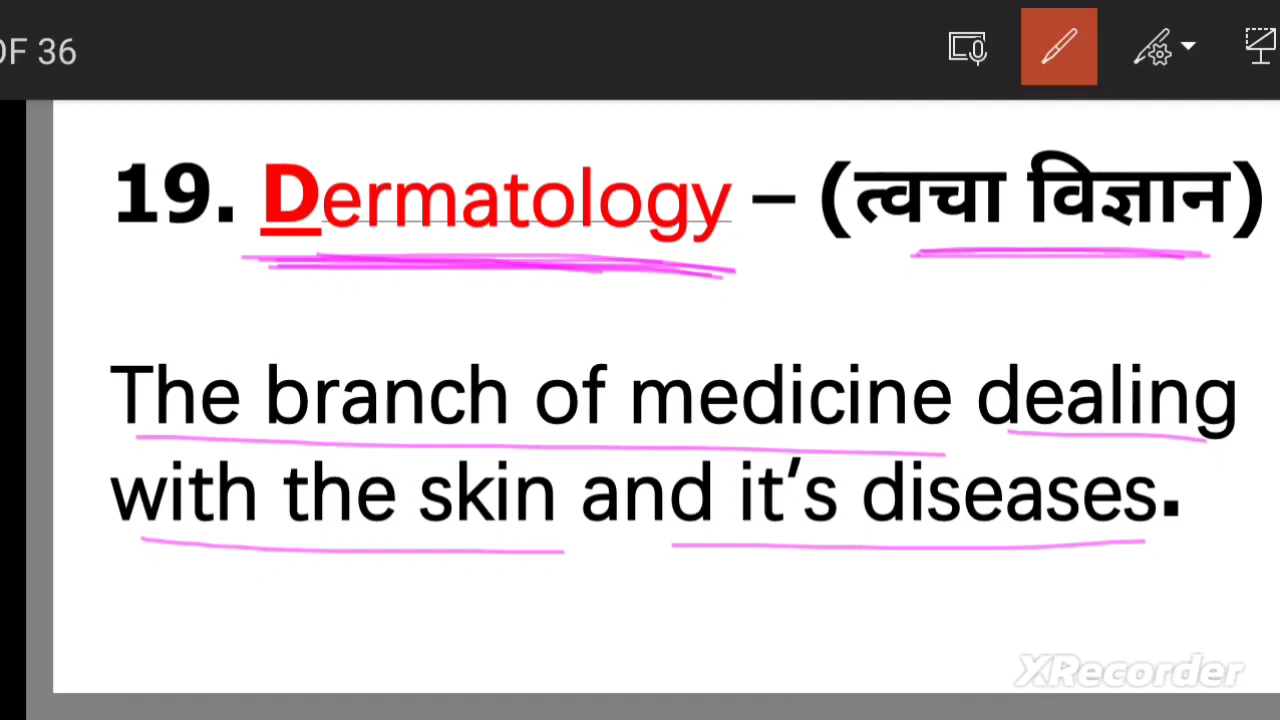 OF 36
19. Dermatology – (त्वचा विज्ञान)
The branch of medicine dealing
with the skin and it's diseases.
XRecorder